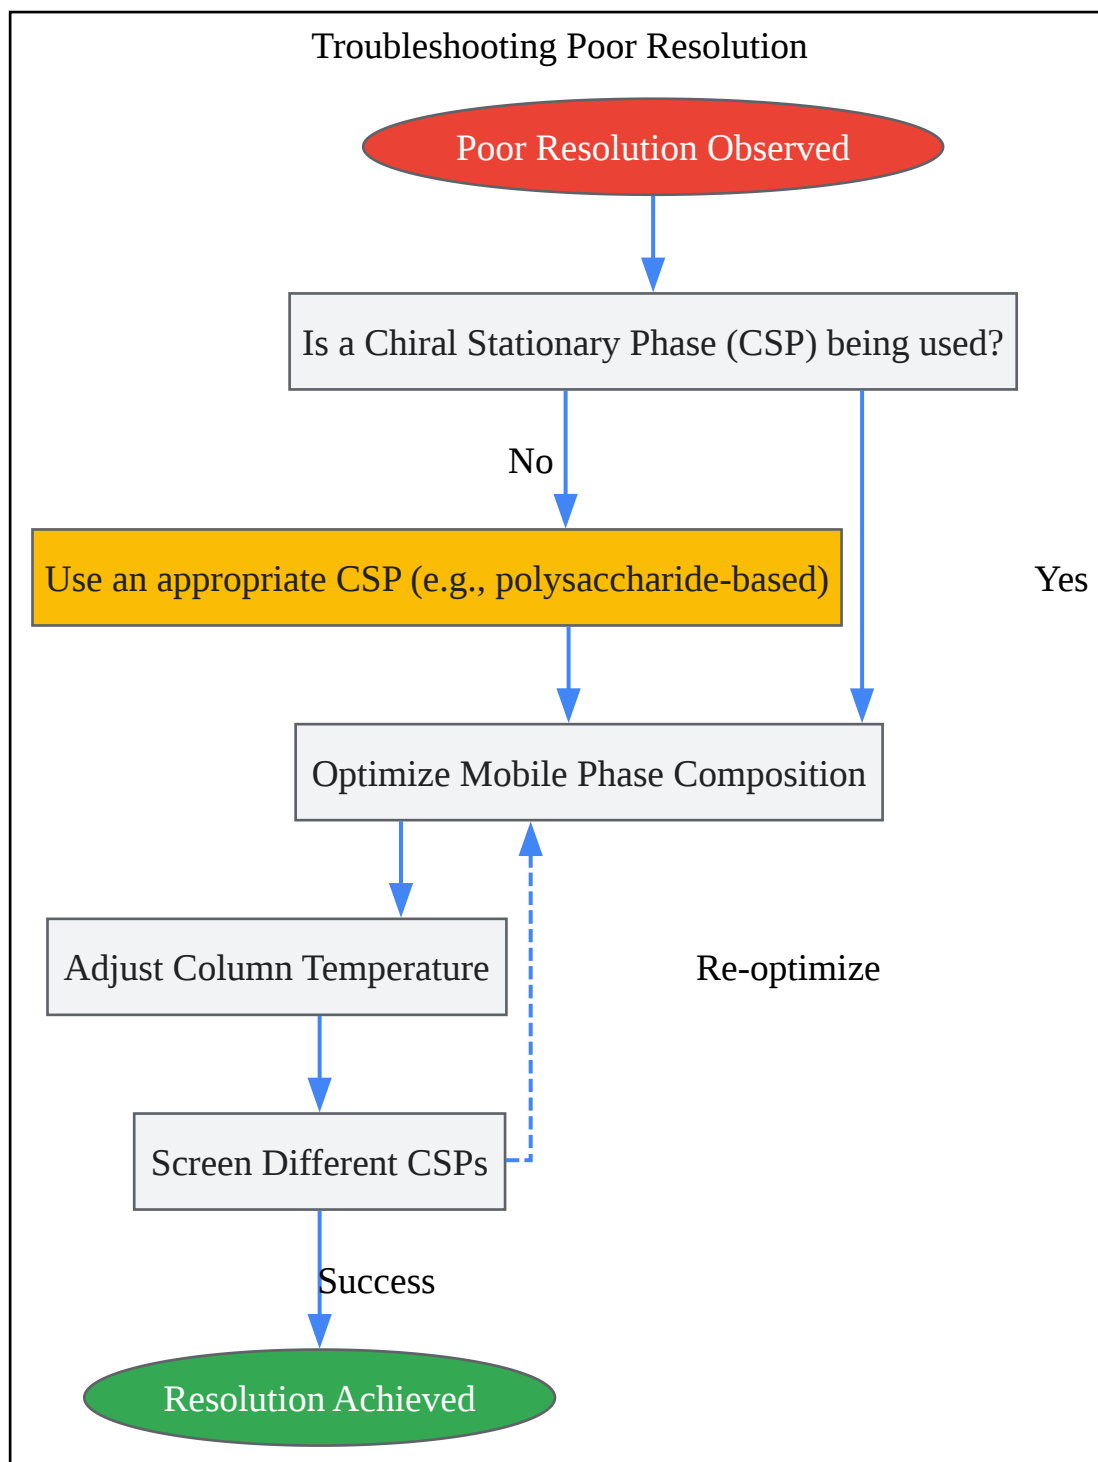 Troubleshooting Poor Resolution
Poor Resolution Observed
Is a Chiral Stationary Phase (CSP) being used?
No
Use an appropriate CSP (e.g., polysaccharide-based)
Yes
Optimize Mobile Phase Composition
Adjust Column Temperature
Re-optimize
Screen Different CSPs
Success
Resolution Achieved